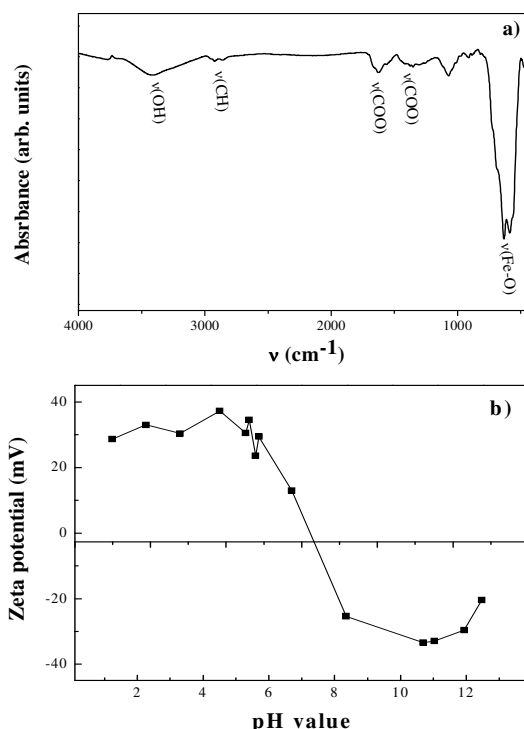 a)
Absrbance (arb. units)
ν(OH)
ν(CH)
ν(COO)
ν(COO)
ν(Fe-O)
4000 3000 2000 1000
ν (cm-1)
b)
Zeta potential (mV)
40
20
0
-20
-40
2 4 6 8 10 12
pH value